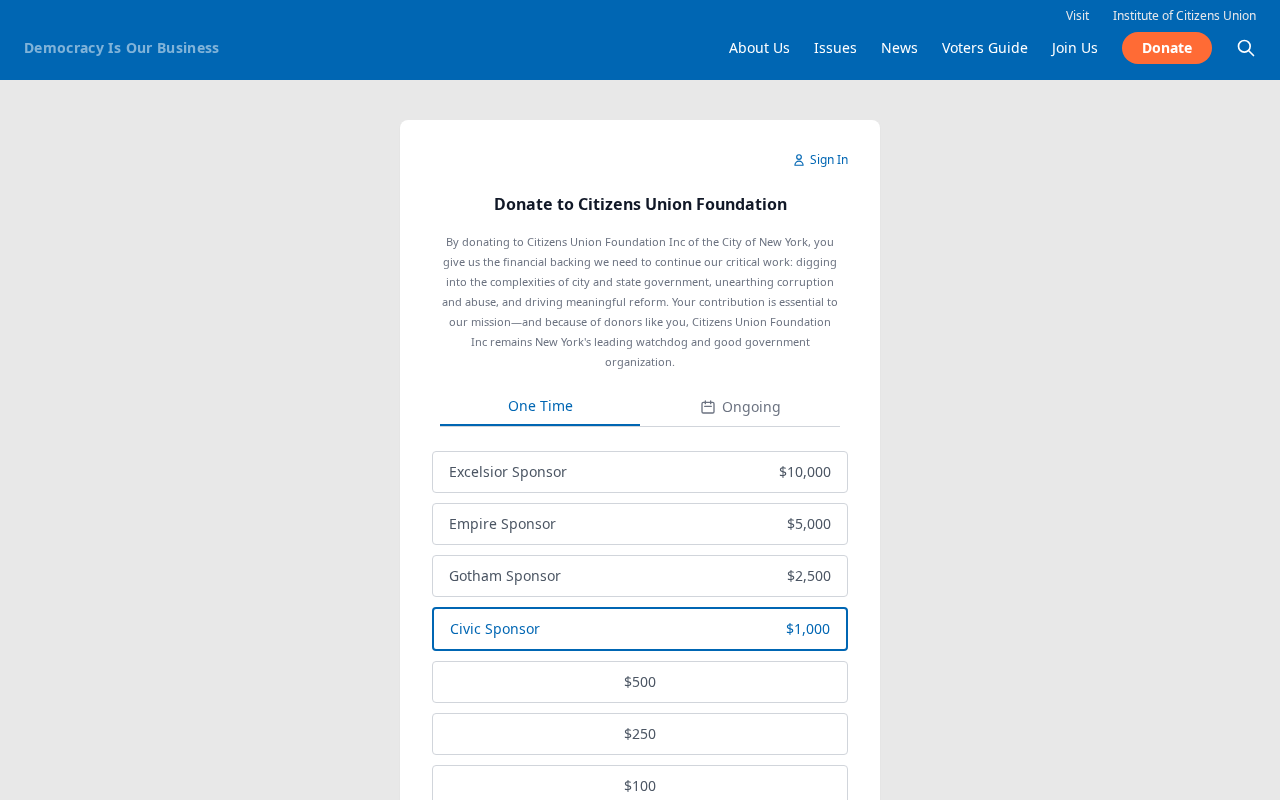 Visit
Institute of Citizens Union
Democracy Is Our Business
About Us
Issues
News
Voters Guide
Join Us
Donate
Sign In
Donate to Citizens Union Foundation
By donating to Citizens Union Foundation Inc of the City of New York, you
give us the financial backing we need to continue our critical work: digging
into the complexities of city and state government, unearthing corruption
and abuse, and driving meaningful reform. Your contribution is essential to
our mission—and because of donors like you, Citizens Union Foundation
Inc remains New York's leading watchdog and good government
organization.
One Time
Ongoing
Excelsior Sponsor $10,000
Empire Sponsor $5,000
Gotham Sponsor $2,500
Civic Sponsor $1,000
$500
$250
$100